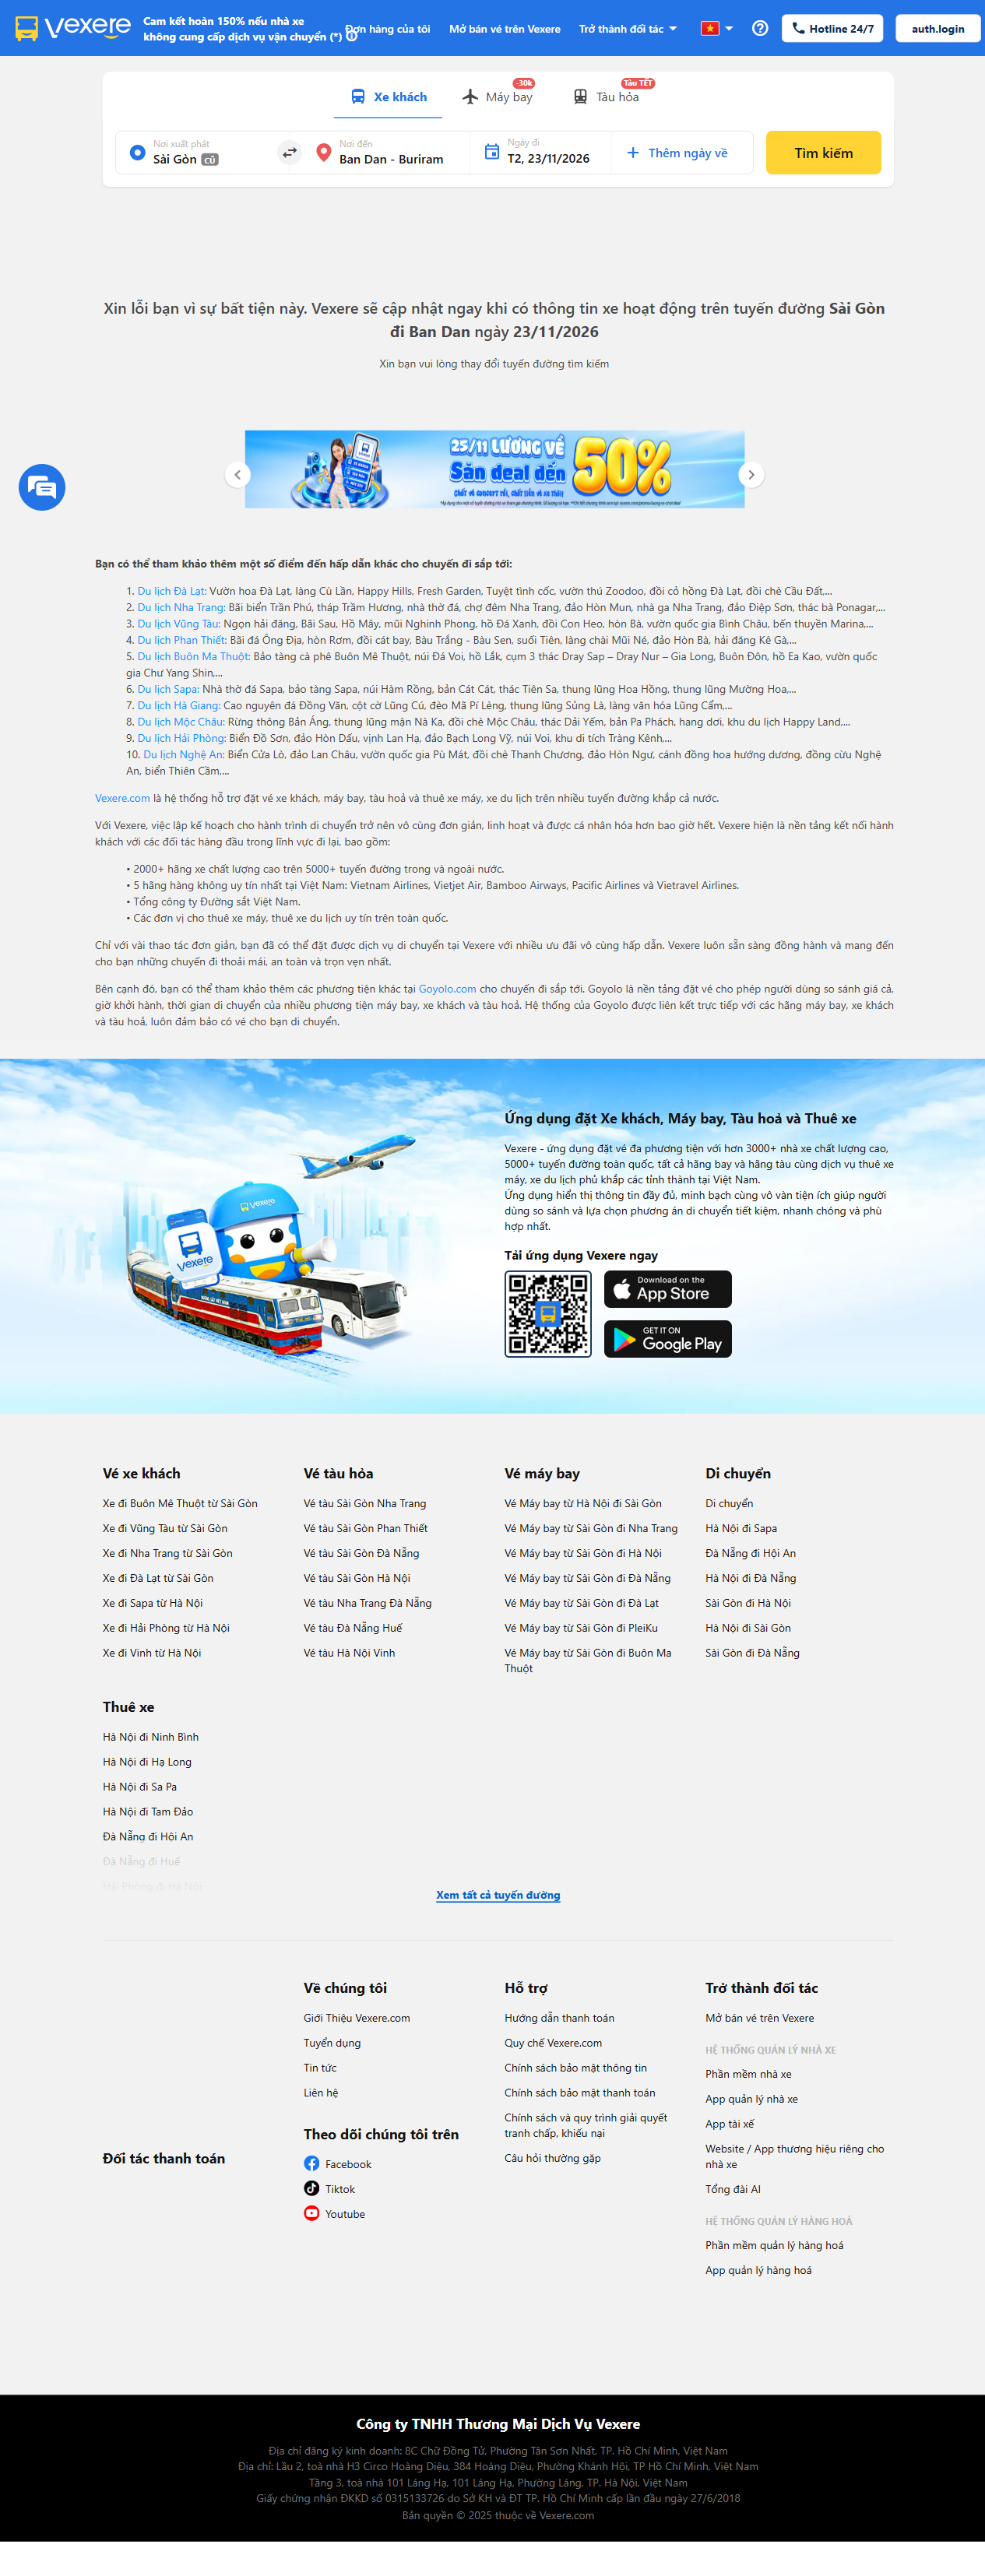 vexere
Cam kết hoàn 150% nếu nhà xe
không cung cấp dịch vụ vận chuyển (*)
Đơn hàng của tôi
Mở bán vé trên Vexere
Trở thành đối tác
Hotline 24/7
auth.login
Xe khách
Máy bay
-30k
Tàu hỏa
Tàu TẾT
Nơi xuất phát
Sài Gòn cũ
Nơi đến
Ban Dan - Buriram
Ngày đi
T2, 23/11/2026
Thêm ngày về
Tìm kiếm
Xin lỗi bạn vì sự bất tiện này. Vexere sẽ cập nhật ngay khi có thông tin xe hoạt động trên tuyến đường Sài Gòn
đi Ban Dan ngày 23/11/2026
Xin bạn vui lòng thay đổi tuyến đường tìm kiếm
25/11 LƯƠNG VỀ
Săn deal đến
50%
Chất vé concert rồi, chất tiền vé xe thôi!
Bạn có thể tham khảo thêm một số điểm đến hấp dẫn khác cho chuyến đi sắp tới:
1. Du lịch Đà Lạt: Vườn hoa Đà Lạt, làng Cù Lần, Happy Hills, Fresh Garden, Tuyệt tình cốc, vườn thú Zoodoo, đồi cỏ hồng Đà Lạt, đồi chè Cầu Đất,...
2. Du lịch Nha Trang: Bãi biển Trần Phú, tháp Trầm Hương, nhà thờ đá, chợ đêm Nha Trang, đảo Hòn Mun, nhà ga Nha Trang, đảo Điệp Sơn, thác bà Ponagar,...
3. Du lịch Vũng Tàu: Ngọn hải đăng, Bãi Sau, Hồ Mây, mũi Nghinh Phong, hồ Đá Xanh, đồi Con Heo, hòn Bà, vườn quốc gia Bình Châu, bến thuyền Marina,...
4. Du lịch Phan Thiết: Bãi đá Ông Địa, hòn Rơm, đồi cát bay, Bàu Trắng - Bàu Sen, suối Tiên, làng chài Mũi Né, đảo Hòn Bà, hải đăng Kê Gà,...
5. Du lịch Buôn Ma Thuột: Bảo tàng cà phê Buôn Mê Thuột, núi Đá Voi, hồ Lắk, cụm 3 thác Dray Sap – Dray Nur – Gia Long, Buôn Đôn, hồ Ea Kao, vườn quốc
gia Chư Yang Shin,...
6. Du lịch Sapa: Nhà thờ đá Sapa, bảo tàng Sapa, núi Hàm Rồng, bản Cát Cát, thác Tiên Sa, thung lũng Hoa Hồng, thung lũng Mường Hoa,...
7. Du lịch Hà Giang: Cao nguyên đá Đồng Văn, cột cờ Lũng Cú, đèo Mã Pí Lèng, thung lũng Sủng Là, làng văn hóa Lũng Cẩm,...
8. Du lịch Mộc Châu: Rừng thông Bản Áng, thung lũng mận Nà Ka, đồi chè Mộc Châu, thác Dải Yếm, bản Pa Phách, hang dơi, khu du lịch Happy Land,...
9. Du lịch Hải Phòng: Biển Đồ Sơn, đảo Hòn Dấu, vịnh Lan Hạ, đảo Bạch Long Vỹ, núi Voi, khu di tích Tràng Kênh,...
10. Du lịch Nghệ An: Biển Cửa Lò, đảo Lan Châu, vườn quốc gia Pù Mát, đồi chè Thanh Chương, đảo Hòn Ngư, cánh đồng hoa hướng dương, đồng cừu Nghệ
An, biển Thiên Cầm,...
Vexere.com là hệ thống hỗ trợ đặt vé xe khách, máy bay, tàu hoả và thuê xe máy, xe du lịch trên nhiều tuyến đường khắp cả nước.
Với Vexere, việc lập kế hoạch cho hành trình di chuyển trở nên vô cùng đơn giản, linh hoạt và được cá nhân hóa hơn bao giờ hết. Vexere hiện là nền tảng kết nối hành
khách với các đối tác hàng đầu trong lĩnh vực đi lại, bao gồm:
• 2000+ hãng xe chất lượng cao trên 5000+ tuyến đường trong và ngoài nước.
• 5 hãng hàng không uy tín nhất tại Việt Nam: Vietnam Airlines, Vietjet Air, Bamboo Airways, Pacific Airlines và Vietravel Airlines.
• Tổng công ty Đường sắt Việt Nam.
• Các đơn vị cho thuê xe máy, thuê xe du lịch uy tín trên toàn quốc.
Chỉ với vài thao tác đơn giản, bạn đã có thể đặt được dịch vụ di chuyển tại Vexere với nhiều ưu đãi vô cùng hấp dẫn. Vexere luôn sẵn sàng đồng hành và mang đến
cho bạn những chuyến đi thoải mái, an toàn và trọn vẹn nhất.
Bên cạnh đó, bạn có thể tham khảo thêm các phương tiện khác tại Goyolo.com cho chuyến đi sắp tới. Goyolo là nền tảng đặt vé cho phép người dùng so sánh giá cả,
giờ khởi hành, thời gian di chuyển của nhiều phương tiện máy bay, xe khách và tàu hoả. Hệ thống của Goyolo được liên kết trực tiếp với các hãng máy bay, xe khách
và tàu hoả, luôn đảm bảo có vé cho bạn di chuyển.
Ứng dụng đặt Xe khách, Máy bay, Tàu hoả và Thuê xe
Vexere - ứng dụng đặt vé đa phương tiện với hơn 3000+ nhà xe chất lượng cao,
5000+ tuyến đường toàn quốc, tất cả hãng bay và hãng tàu cùng dịch vụ thuê xe
máy, xe du lịch phủ khắp các tỉnh thành tại Việt Nam.
Ứng dụng hiển thị thông tin đầy đủ, minh bạch cùng vô vàn tiện ích giúp người
dùng so sánh và lựa chọn phương án di chuyển tiết kiệm, nhanh chóng và phù
hợp nhất.
Tải ứng dụng Vexere ngay
Download on the
App Store
GET IT ON
Google Play
vexere
vexere
Vé xe khách
Xe đi Buôn Mê Thuột từ Sài Gòn
Xe đi Vũng Tàu từ Sài Gòn
Xe đi Nha Trang từ Sài Gòn
Xe đi Đà Lạt từ Sài Gòn
Xe đi Sapa từ Hà Nội
Xe đi Hải Phòng từ Hà Nội
Xe đi Vinh từ Hà Nội
Vé tàu hỏa
Vé tàu Sài Gòn Nha Trang
Vé tàu Sài Gòn Phan Thiết
Vé tàu Sài Gòn Đà Nẵng
Vé tàu Sài Gòn Hà Nội
Vé tàu Nha Trang Đà Nẵng
Vé tàu Đà Nẵng Huế
Vé tàu Hà Nội Vinh
Vé máy bay
Vé Máy bay từ Hà Nội đi Sài Gòn
Vé Máy bay từ Sài Gòn đi Nha Trang
Vé Máy bay từ Sài Gòn đi Hà Nội
Vé Máy bay từ Sài Gòn đi Đà Nẵng
Vé Máy bay từ Sài Gòn đi Đà Lạt
Vé Máy bay từ Sài Gòn đi PleiKu
Vé Máy bay từ Sài Gòn đi Buôn Ma
Thuột
Di chuyển
Di chuyển
Hà Nội đi Sapa
Đà Nẵng đi Hội An
Hà Nội đi Đà Nẵng
Sài Gòn đi Hà Nội
Hà Nội đi Sài Gòn
Sài Gòn đi Đà Nẵng
Thuê xe
Hà Nội đi Ninh Bình
Hà Nội đi Hạ Long
Hà Nội đi Sa Pa
Hà Nội đi Tam Đảo
Đà Nẵng đi Hội An
Đà Nẵng đi Huế
Hải Phòng đi Hà Nội
Xem tất cả tuyến đường
Về chúng tôi
Giới Thiệu Vexere.com
Tuyển dụng
Tin tức
Liên hệ
Theo dõi chúng tôi trên
Facebook
Tiktok
Youtube
Hỗ trợ
Hướng dẫn thanh toán
Quy chế Vexere.com
Chính sách bảo mật thông tin
Chính sách bảo mật thanh toán
Chính sách và quy trình giải quyết
tranh chấp, khiếu nại
Câu hỏi thường gặp
Trở thành đối tác
Mở bán vé trên Vexere
HỆ THỐNG QUẢN LÝ NHÀ XE
Phần mềm nhà xe
App quản lý nhà xe
App tài xế
Website / App thương hiệu riêng cho
nhà xe
Tổng đài AI
HỆ THỐNG QUẢN LÝ HÀNG HOÁ
Phần mềm quản lý hàng hoá
App quản lý hàng hoá
Đối tác thanh toán
Công ty TNHH Thương Mại Dịch Vụ Vexere
Địa chỉ đăng ký kinh doanh: 8C Chữ Đồng Tử, Phường Tân Sơn Nhất, TP. Hồ Chí Minh, Việt Nam
Địa chỉ: Lầu 2, toà nhà H3 Circo Hoàng Diệu, 384 Hoàng Diệu, Phường Khánh Hội, TP Hồ Chí Minh, Việt Nam
Tầng 3, toà nhà 101 Láng Hạ, 101 Láng Hạ, Phường Láng, TP. Hà Nội, Việt Nam
Giấy chứng nhận ĐKKD số 0315133726 do Sở KH và ĐT TP. Hồ Chí Minh cấp lần đầu ngày 27/6/2018
Bản quyền © 2025 thuộc về Vexere.com